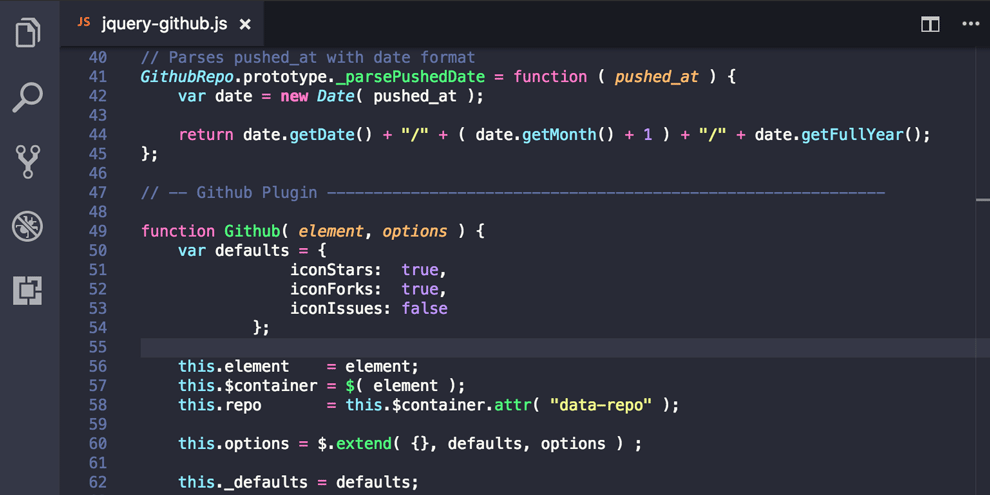 JS jquery-github.js ×
40 // Parses pushed_at with date format
41 GithubRepo.prototype._parsePushedDate = function ( pushed_at ) {
42     var date = new Date( pushed_at );
43
44     return date.getDate() + "/" + ( date.getMonth() + 1 ) + "/" + date.getFullYear();
45 };
46
47 // -- Github Plugin ------------------------------------------------------------
48
49 function Github( element, options ) {
50     var defaults = {
51                 iconStars:  true,
52                 iconForks:  true,
53                 iconIssues: false
54             };
55
56     this.element    = element;
57     this.$container = $( element );
58     this.repo       = this.$container.attr( "data-repo" );
59
60     this.options = $.extend( {}, defaults, options ) ;
61
62     this._defaults = defaults;